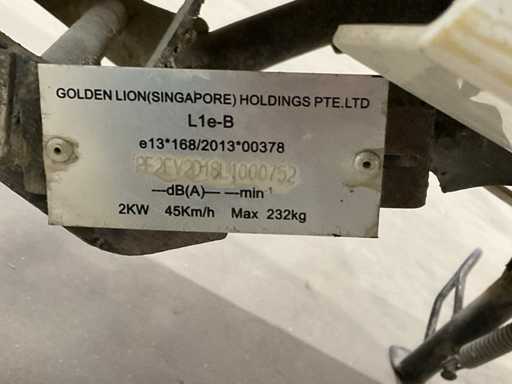 GOLDEN LION(SINGAPORE) HOLDINGS PTE.LTD
L1e-B
e13*168/2013*00378
—dB(A)— —min⁻¹
2KW 45Km/h Max 232kg